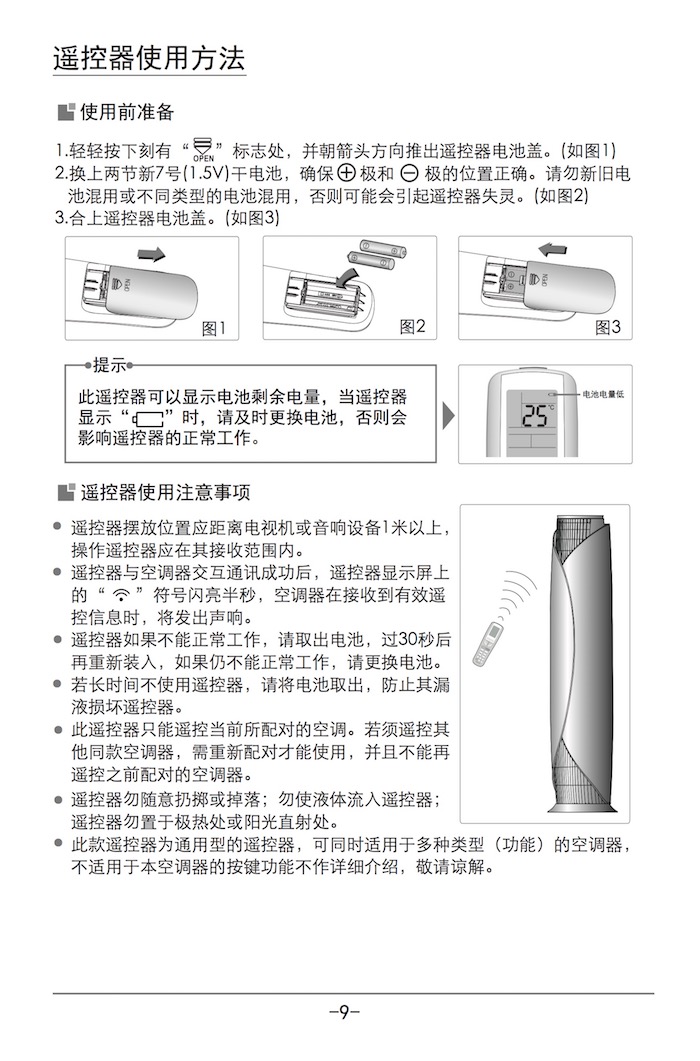 遥控器使用方法
使用前准备
1.轻轻按下刻有“ OPEN ”标志处，并朝箭头方向推出遥控器电池盖。(如图1)
2.换上两节新7号(1.5V)干电池，确保⊕极和⊖极的位置正确。请勿新旧电
池混用或不同类型的电池混用，否则可能会引起遥控器失灵。(如图2)
3.合上遥控器电池盖。(如图3)
OPEN
图1
图2
OPEN
图3
提示
此遥控器可以显示电池剩余电量，当遥控器
显示“ ”时，请及时更换电池，否则会
影响遥控器的正常工作。
电池电量低
25℃
遥控器使用注意事项
遥控器摆放位置应距离电视机或音响设备1米以上，
操作遥控器应在其接收范围内。
遥控器与空调器交互通讯成功后，遥控器显示屏上
的“ ”符号闪亮半秒，空调器在接收到有效遥
控信息时，将发出声响。
遥控器如果不能正常工作，请取出电池，过30秒后
再重新装入，如果仍不能正常工作，请更换电池。
若长时间不使用遥控器，请将电池取出，防止其漏
液损坏遥控器。
此遥控器只能遥控当前所配对的空调。若须遥控其
他同款空调器，需重新配对才能使用，并且不能再
遥控之前配对的空调器。
遥控器勿随意扔掷或掉落；勿使液体流入遥控器；
遥控器勿置于极热处或阳光直射处。
此款遥控器为通用型的遥控器，可同时适用于多种类型（功能）的空调器，
不适用于本空调器的按键功能不作详细介绍，敬请谅解。
-9-